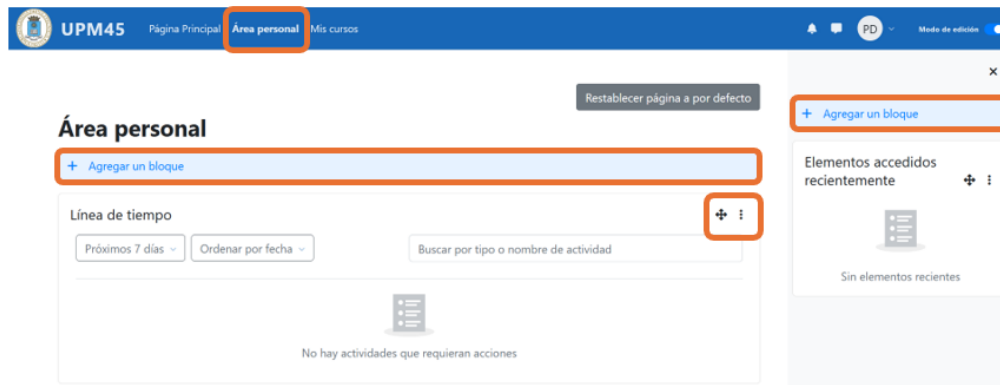 UPM45 Página Principal Área personal Mis cursos PD Modo de edición
Restablecer página a por defecto
Área personal
+ Agregar un bloque
Línea de tiempo
Próximos 7 días Ordenar por fecha Buscar por tipo o nombre de actividad
No hay actividades que requieran acciones
×
+ Agregar un bloque
Elementos accedidos
recientemente
Sin elementos recientes